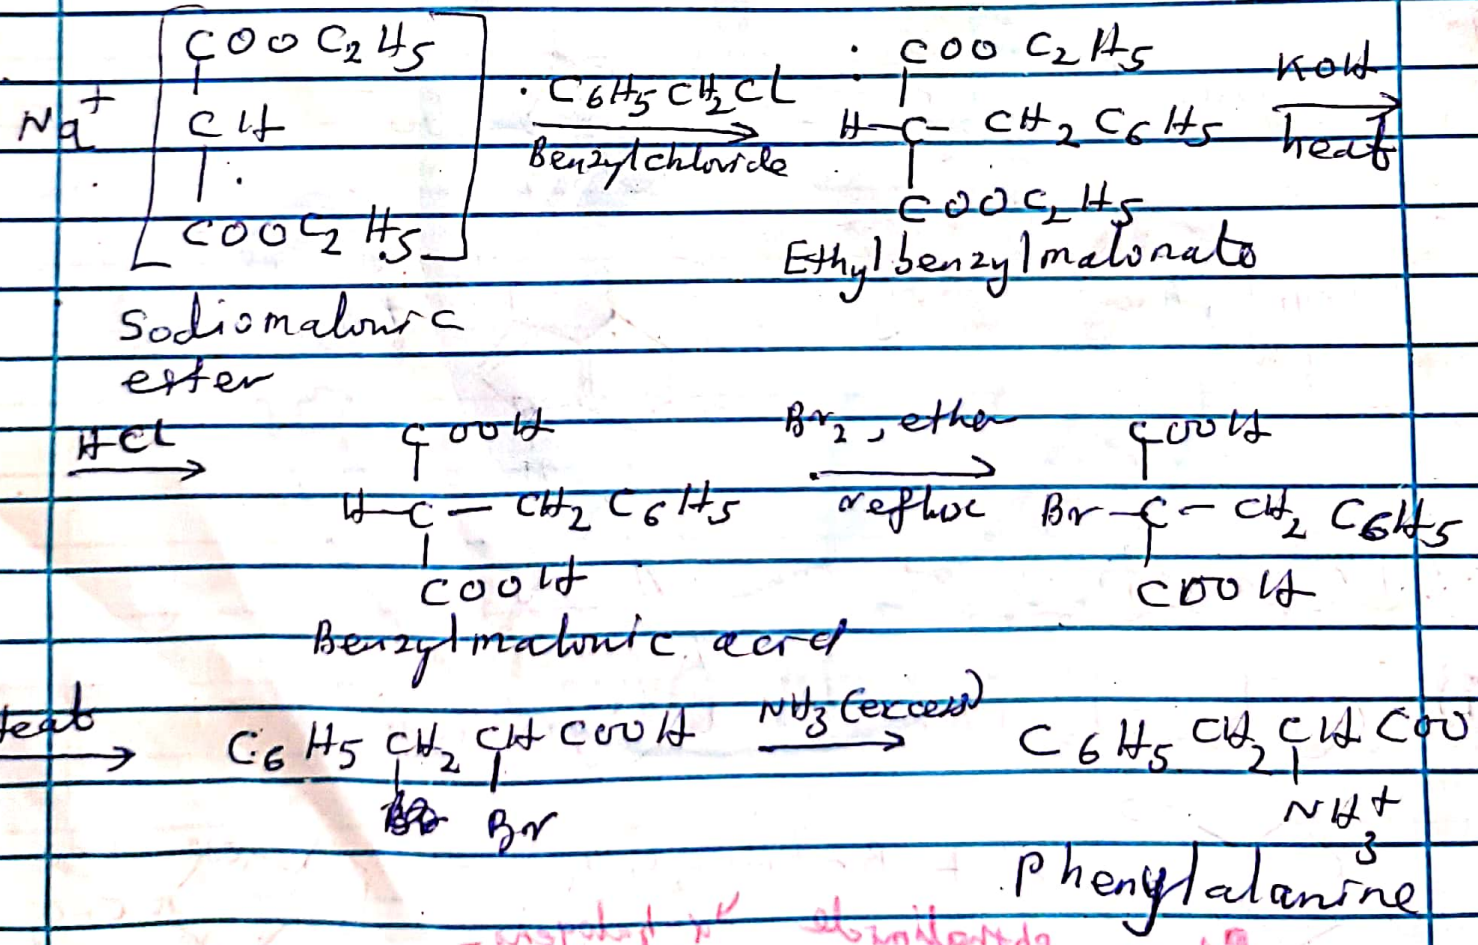 COOC2H5 COOC2H5 KOH
Na+ CH C6H5CH2Cl H-C-CH2C6H5 heat
Benzylchloride
COOC2H5 COOC2H5
Ethylbenzylmalonate
Sodiomalonic
ester
HCl COOH Br2, ether COOH
H-C-CH2C6H5 reflux Br-C-CH2C6H5
COOH COOH
Benzylmalonic acid
Heat C6H5CH2CHCOOH NH3 (excess) C6H5CH2CHCOO
Br NH3+
Phenylalanine